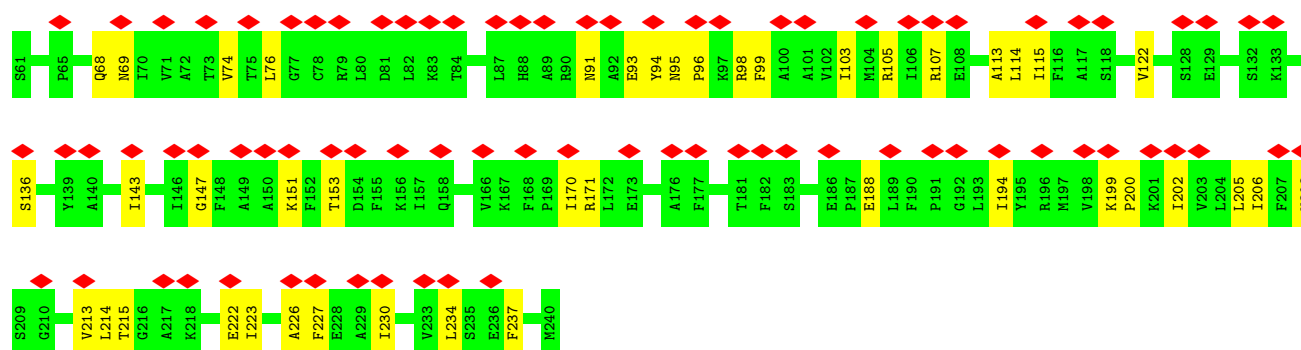 S61 P65 Q68 N69 I70 V71 A72 T73 V74 T75 L76 G77 C78 R79 L80 D81 L82 K83 T84 L87 H88 A89 R90 N91 A92 E93 Y94 N95 P96 K97 R98 F99 A100 A101 V102 I103 M104 R105 I106 R107 E108 A113 L114 I115 F116 A117 S118 V122 S128 E129 S132 K133
S136 Y139 A140 I143 I146 G147 F148 A149 A150 K151 F152 T153 D154 F155 K156 I157 Q158 V166 K167 F168 P169 I170 R171 L172 E173 A176 F177 T181 F182 S183 E186 P187 E188 L189 F190 P191 G192 L193 I194 Y195 R196 M197 V198 K199 P200 K201 I202 V203 L204 L205 I206 F207
S209 G210 V213 L214 T215 G216 A217 K218 E222 I223 A226 F227 E228 A229 I230 V233 L234 S235 E236 F237 M240